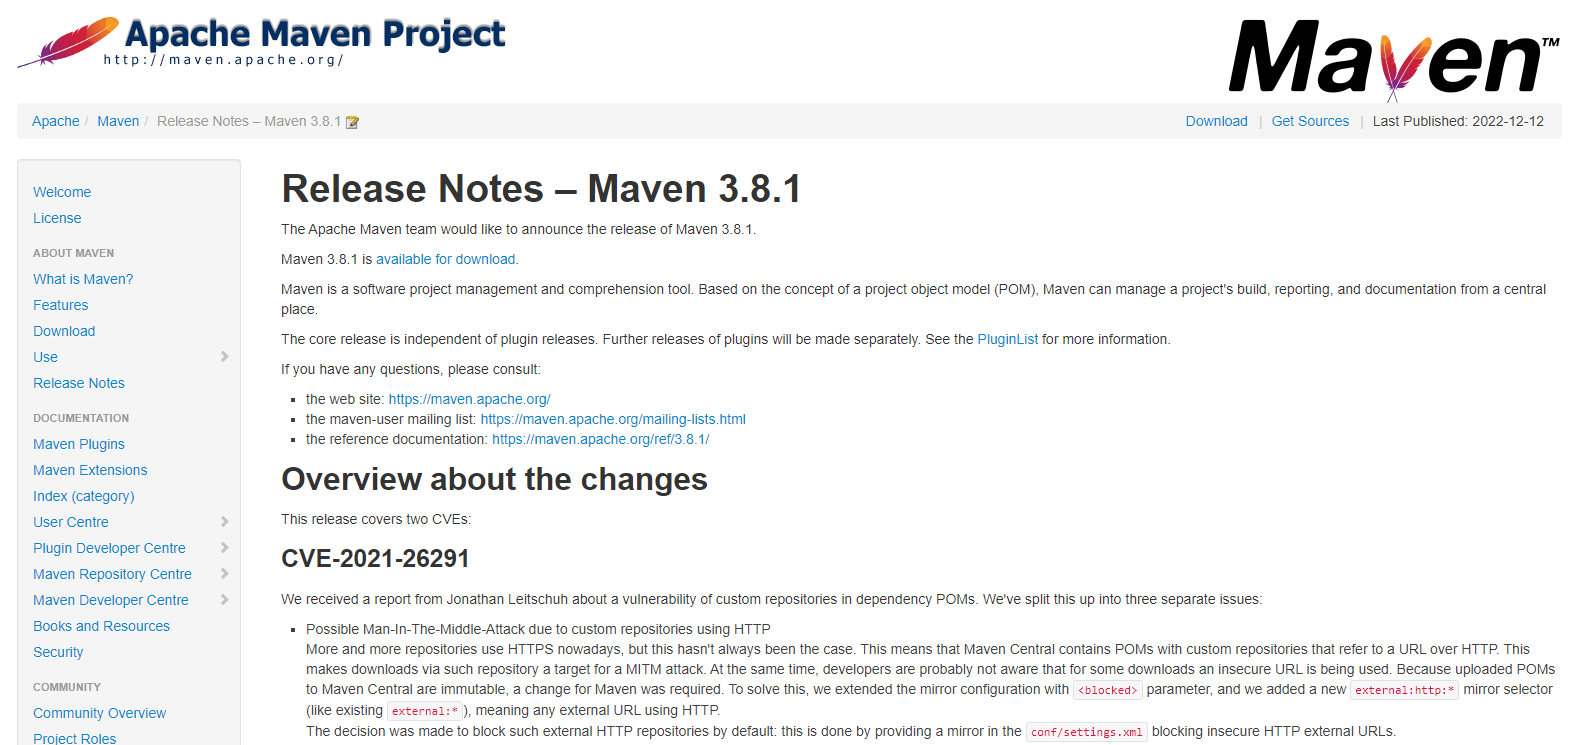 Apache Maven Project
http://maven.apache.org/
Maven™
Apache / Maven / Release Notes – Maven 3.8.1
Download | Get Sources | Last Published: 2022-12-12
Welcome
License
ABOUT MAVEN
What is Maven?
Features
Download
Use
Release Notes
DOCUMENTATION
Maven Plugins
Maven Extensions
Index (category)
User Centre
Plugin Developer Centre
Maven Repository Centre
Maven Developer Centre
Books and Resources
Security
COMMUNITY
Community Overview
Project Roles
Release Notes – Maven 3.8.1
The Apache Maven team would like to announce the release of Maven 3.8.1.
Maven 3.8.1 is available for download.
Maven is a software project management and comprehension tool. Based on the concept of a project object model (POM), Maven can manage a project's build, reporting, and documentation from a central
place.
The core release is independent of plugin releases. Further releases of plugins will be made separately. See the PluginList for more information.
If you have any questions, please consult:
the web site: https://maven.apache.org/
the maven-user mailing list: https://maven.apache.org/mailing-lists.html
the reference documentation: https://maven.apache.org/ref/3.8.1/
Overview about the changes
This release covers two CVEs:
CVE-2021-26291
We received a report from Jonathan Leitschuh about a vulnerability of custom repositories in dependency POMs. We've split this up into three separate issues:
Possible Man-In-The-Middle-Attack due to custom repositories using HTTP
More and more repositories use HTTPS nowadays, but this hasn't always been the case. This means that Maven Central contains POMs with custom repositories that refer to a URL over HTTP. This
makes downloads via such repository a target for a MITM attack. At the same time, developers are probably not aware that for some downloads an insecure URL is being used. Because uploaded POMs
to Maven Central are immutable, a change for Maven was required. To solve this, we extended the mirror configuration with <blocked> parameter, and we added a new external:http:* mirror selector
(like existing external:*), meaning any external URL using HTTP.
The decision was made to block such external HTTP repositories by default: this is done by providing a mirror in the conf/settings.xml blocking insecure HTTP external URLs.